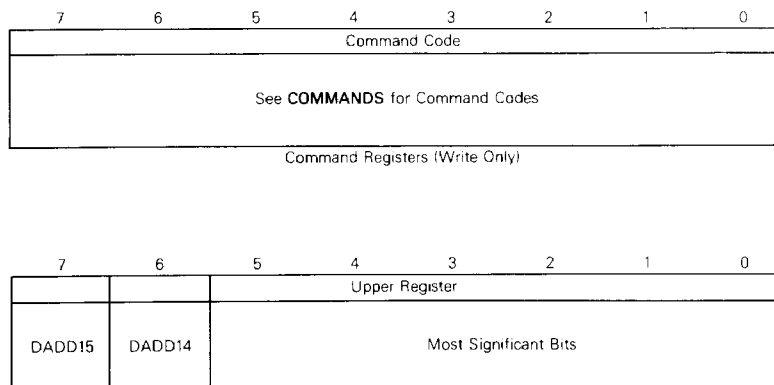 7 6 5 4 3 2 1 0
Command Code
See COMMANDS for Command Codes
Command Registers (Write Only)
7 6 5 4 3 2 1 0
Upper Register
DADD15 DADD14 Most Significant Bits